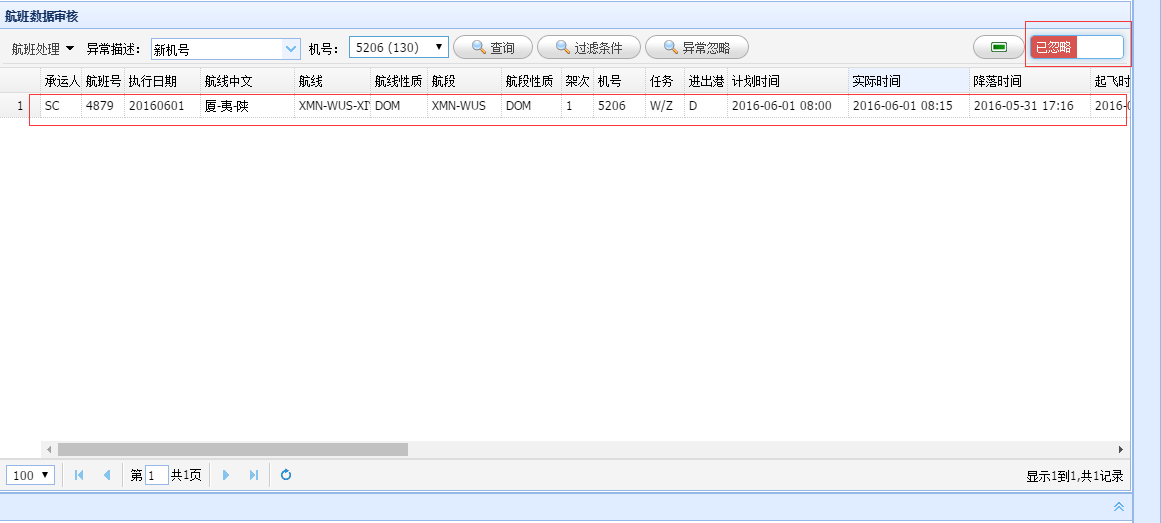 航班数据审核
航班处理 异常描述: 新机号 机号: 5206 (130) 查询 过滤条件 异常忽略 已忽略
承运人 航班号 执行日期 航线中文 航线 航线性质 航段 航段性质 架次 机号 任务 进出港 计划时间 实际时间 降落时间 起飞时
1 SC 4879 20160601 厦-夷-陕 XMN-WUS-XI DOM XMN-WUS DOM 1 5206 W/Z D 2016-06-01 08:00 2016-06-01 08:15 2016-05-31 17:16 2016-0
100 第 1 共1页 显示1到1,共1记录